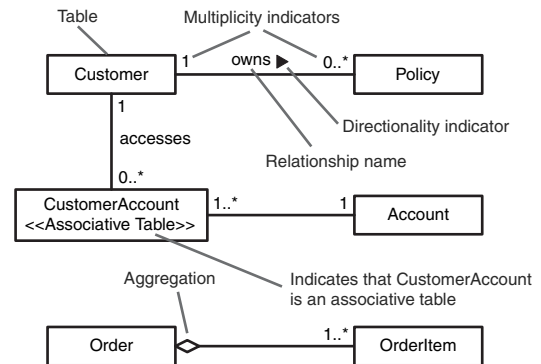 Table
Multiplicity indicators
Customer
1
owns ▶
0..*
Policy
1
Directionality indicator
accesses
Relationship name
0..*
CustomerAccount
<<Associative Table>>
1..*
1
Account
Aggregation
Indicates that CustomerAccount
is an associative table
Order
1..*
OrderItem